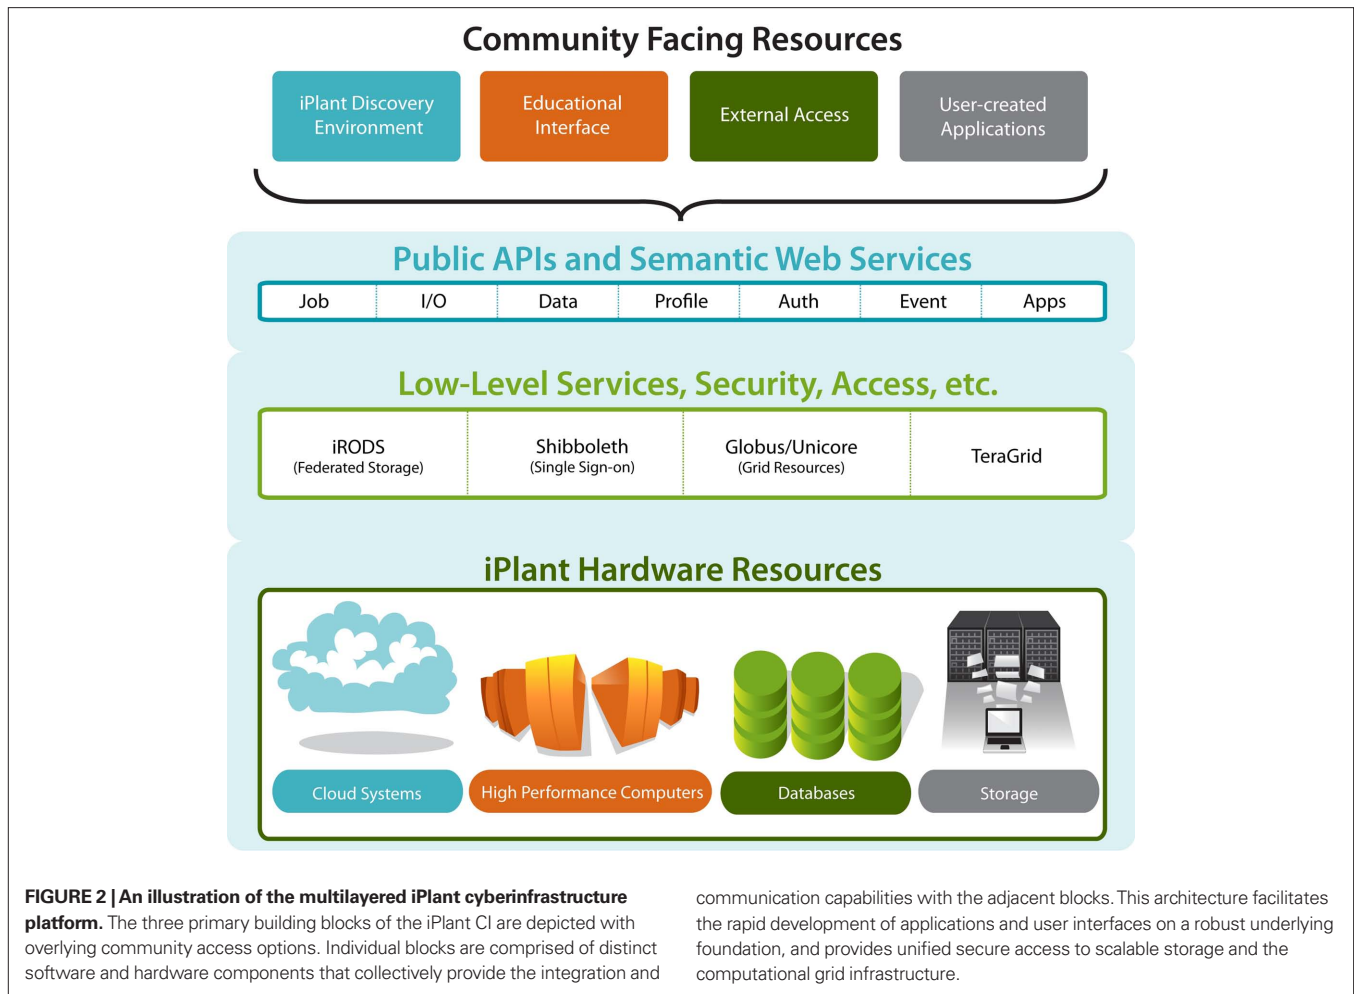 Community Facing Resources
iPlant Discovery
Environment
Educational
Interface
External Access
User-created
Applications
Public APIs and Semantic Web Services
Job I/O Data Profile Auth Event Apps
Low-Level Services, Security, Access, etc.
iRODS
(Federated Storage)
Shibboleth
(Single Sign-on)
Globus/Unicore
(Grid Resources)
TeraGrid
iPlant Hardware Resources
Cloud Systems
High Performance Computers
Databases
Storage
FIGURE 2 | An illustration of the multilayered iPlant cyberinfrastructure
platform. The three primary building blocks of the iPlant CI are depicted with
overlying community access options. Individual blocks are comprised of distinct
software and hardware components that collectively provide the integration and
communication capabilities with the adjacent blocks. This architecture facilitates
the rapid development of applications and user interfaces on a robust underlying
foundation, and provides unified secure access to scalable storage and the
computational grid infrastructure.